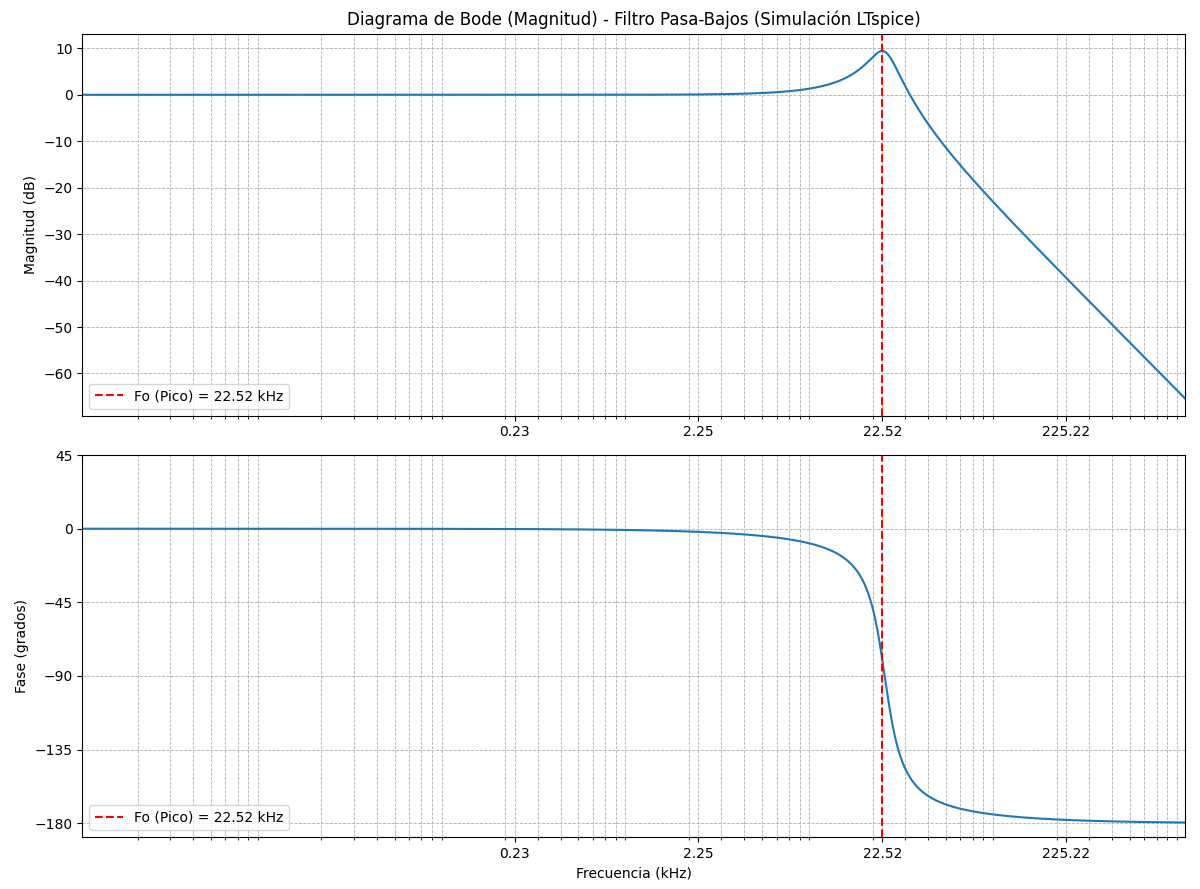 Diagrama de Bode (Magnitud) - Filtro Pasa-Bajos (Simulación LTspice)
Magnitud (dB)
10
0
−10
−20
−30
−40
−50
−60
Fo (Pico) = 22.52 kHz
0.23 2.25 22.52 225.22
Fase (grados)
45
0
−45
−90
−135
−180
Fo (Pico) = 22.52 kHz
0.23 2.25 22.52 225.22
Frecuencia (kHz)